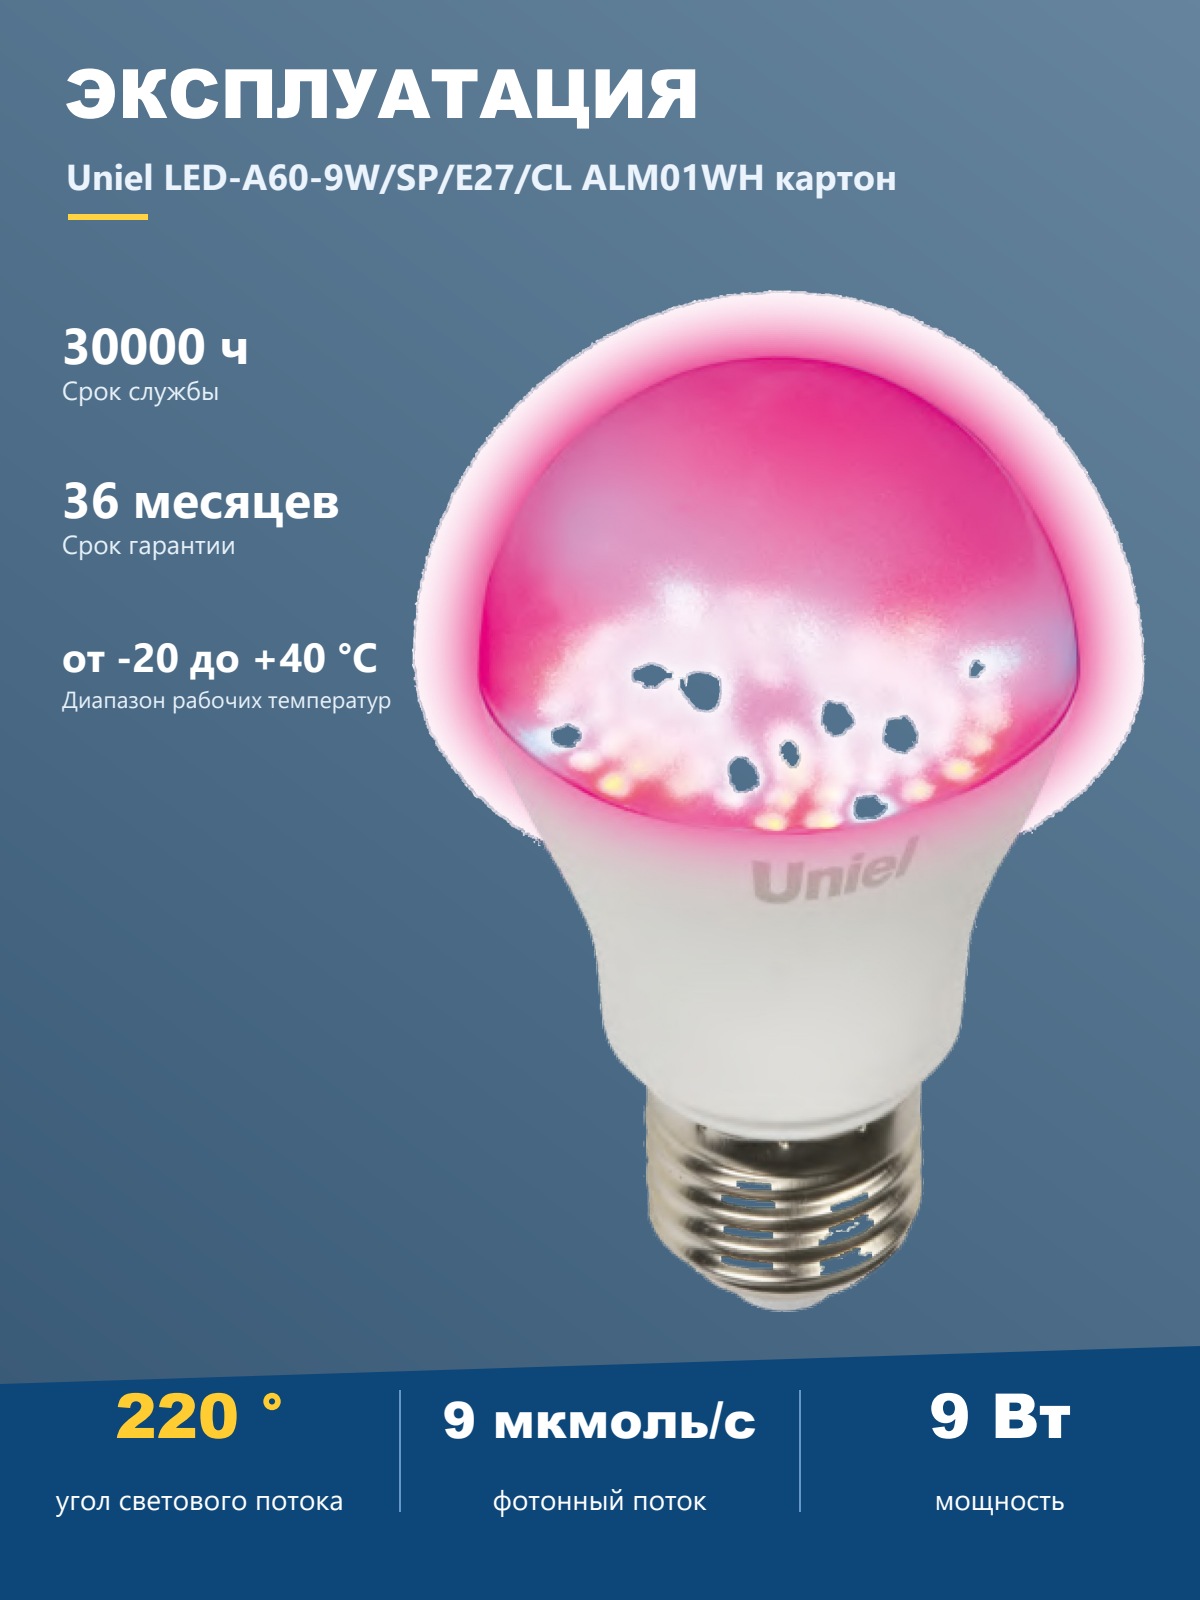 ЭКСПЛУАТАЦИЯ
Uniel LED-A60-9W/SP/E27/CL ALM01WH картон
30000 ч
Срок службы
36 месяцев
Срок гарантии
от -20 до +40 °C
Диапазон рабочих температур
Uniel
220 °
угол светового потока
9 мкмоль/с
фотонный поток
9 Вт
мощность